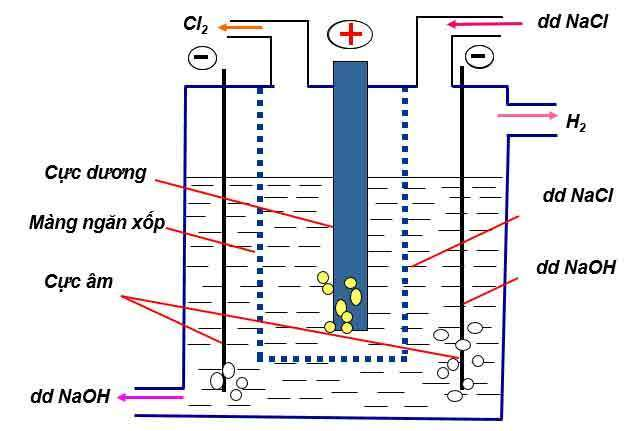 Cl2
+
dd NaCl
−
−
H2
Cực dương
Màng ngăn xốp
Cực âm
dd NaCl
dd NaOH
dd NaOH